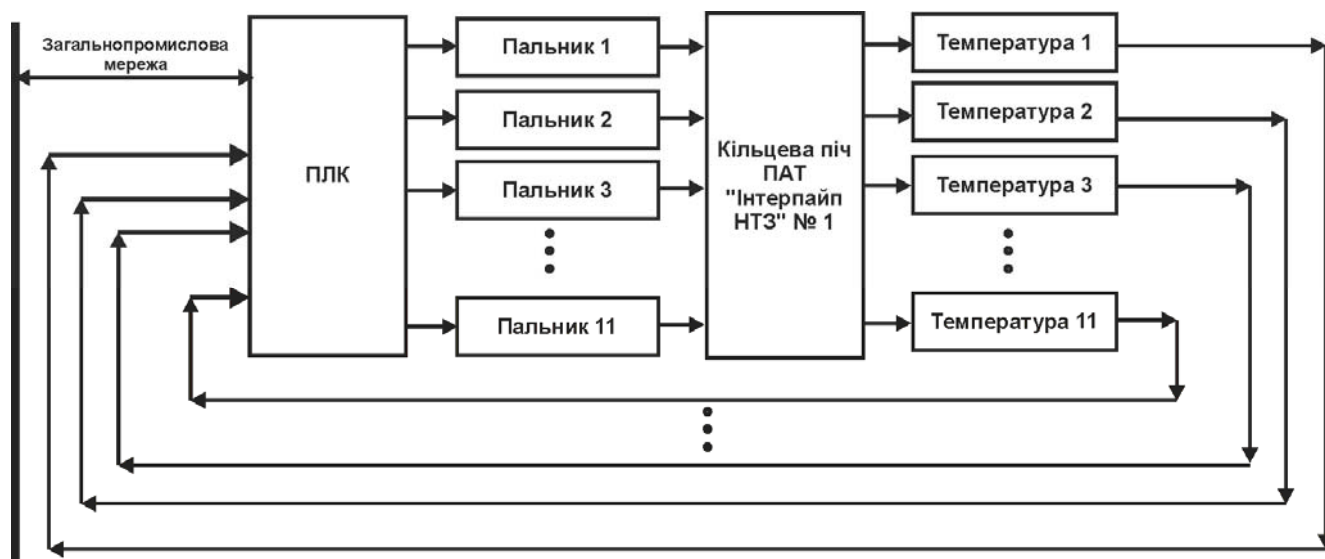 Загальнопромислова
мережа
ПЛК
Пальник 1
Пальник 2
Пальник 3
Пальник 11
Кільцева піч
ПАТ
"Інтерпайп
НТЗ" № 1
Температура 1
Температура 2
Температура 3
Температура 11